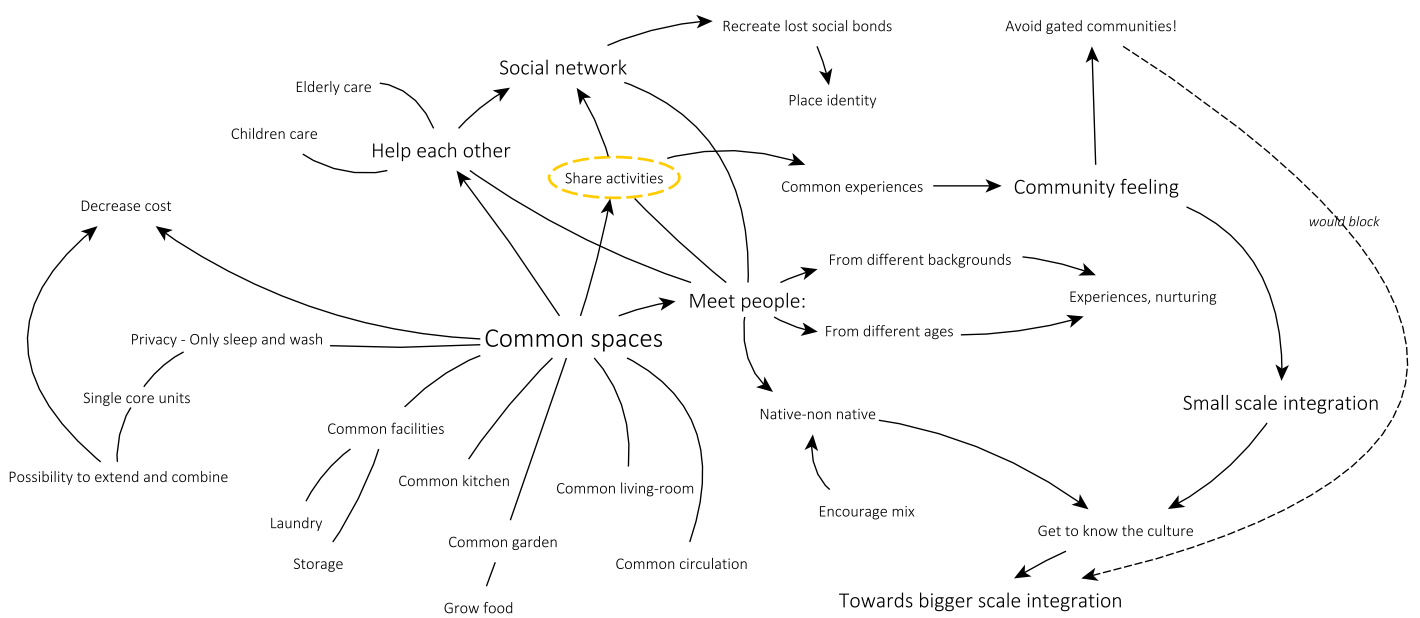 Recreate lost social bonds
Avoid gated communities!
Social network
Elderly care
Place identity
Children care
Help each other
Share activities
Common experiences
Community feeling
Decrease cost
would block
From different backgrounds
Meet people:
Experiences, nurturing
From different ages
Privacy - Only sleep and wash
Common spaces
Single core units
Small scale integration
Native-non native
Common facilities
Possibility to extend and combine
Common kitchen
Common living-room
Encourage mix
Laundry
Get to know the culture
Common garden
Storage
Common circulation
Grow food
Towards bigger scale integration